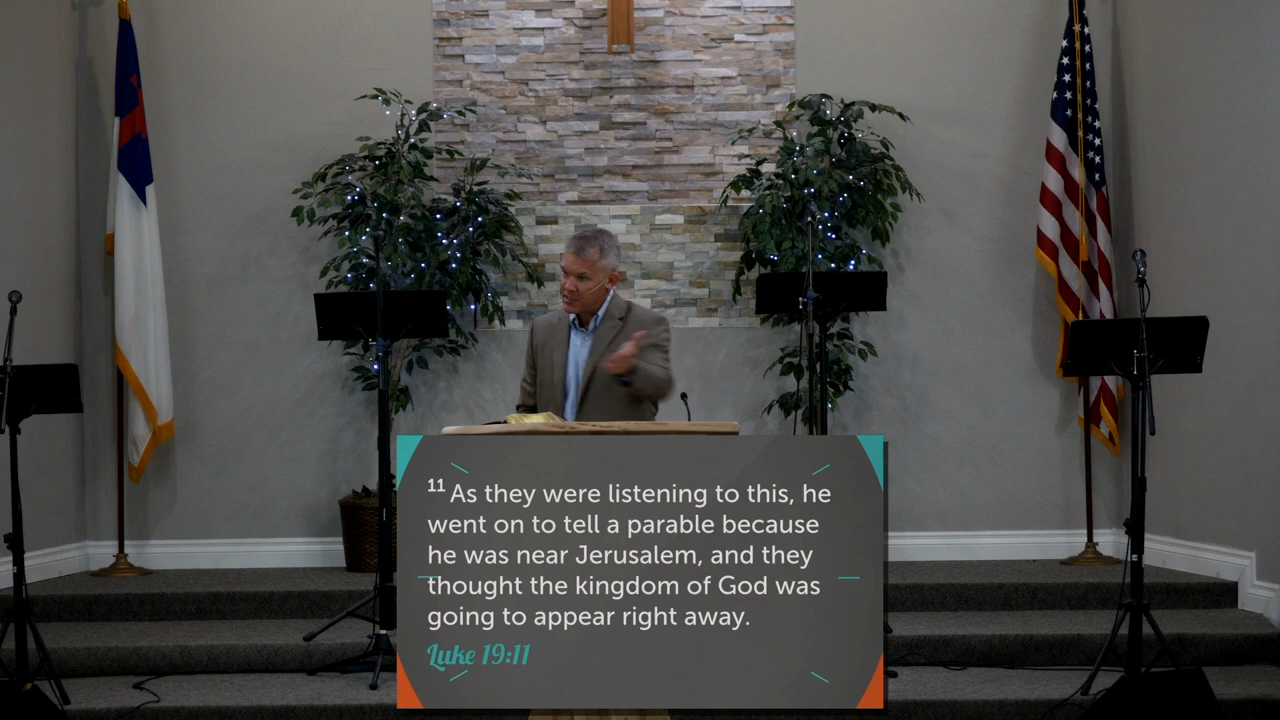 11 As they were listening to this, he
went on to tell a parable because
he was near Jerusalem, and they
thought the kingdom of God was
going to appear right away.
Luke 19:11